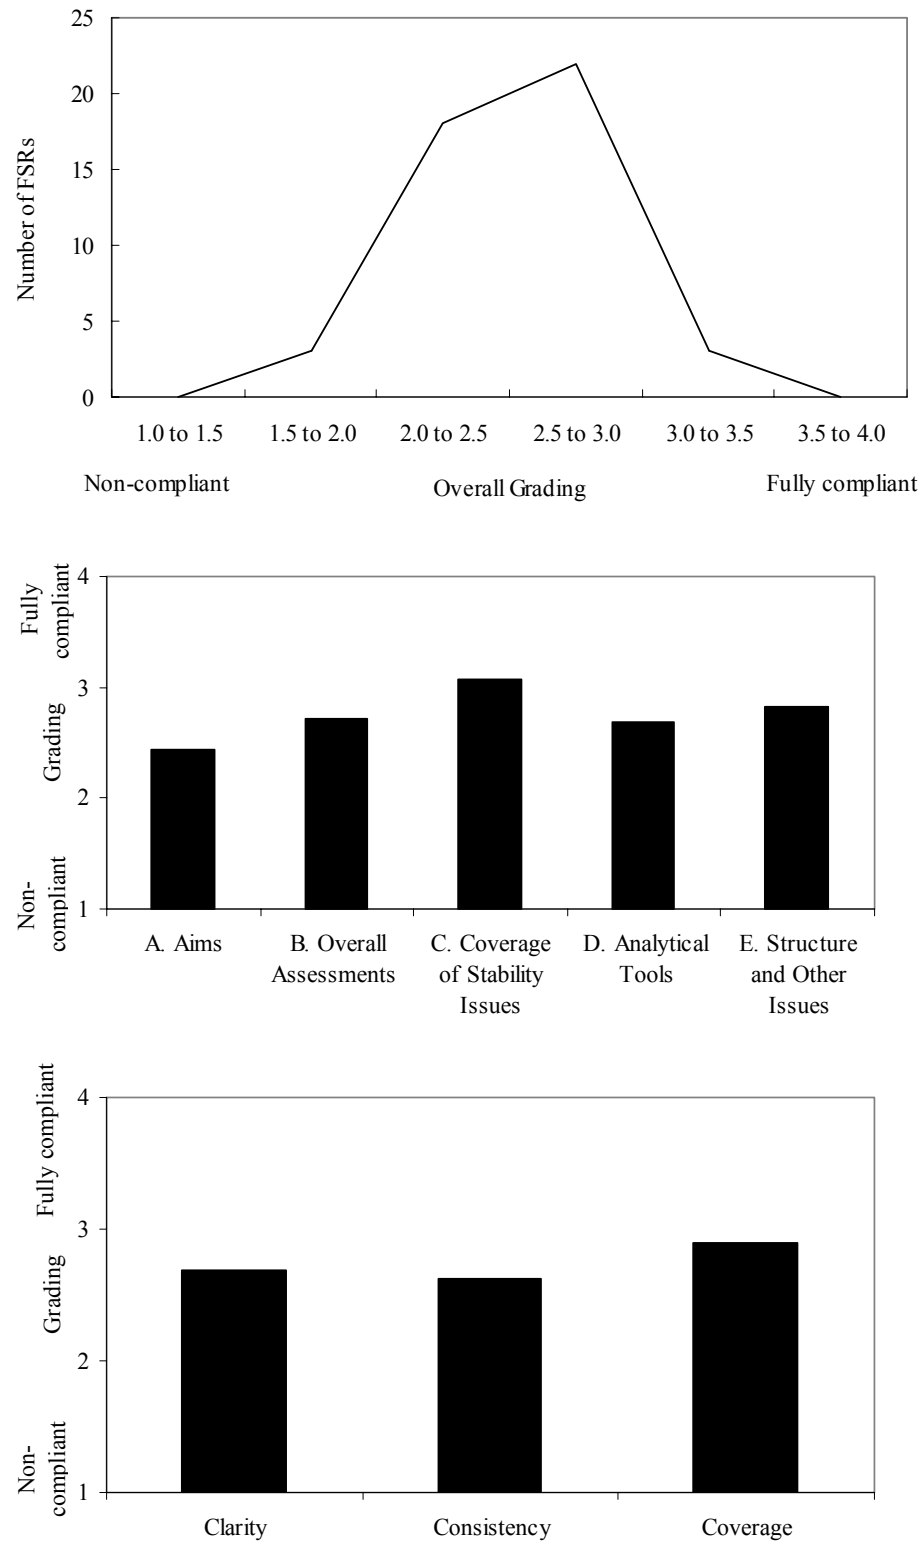 25
20
15
10
5
0
Number of FSRs
1.0 to 1.5 1.5 to 2.0 2.0 to 2.5 2.5 to 3.0 3.0 to 3.5 3.5 to 4.0
Non-compliant Overall Grading Fully compliant
4
3
2
1
Fully
compliant
Grading
Non-
compliant
A. Aims B. Overall C. Coverage D. Analytical E. Structure
Assessments of Stability Tools and Other
Issues Issues
4
3
2
1
Fully compliant
Grading
Non-
compliant
Clarity Consistency Coverage